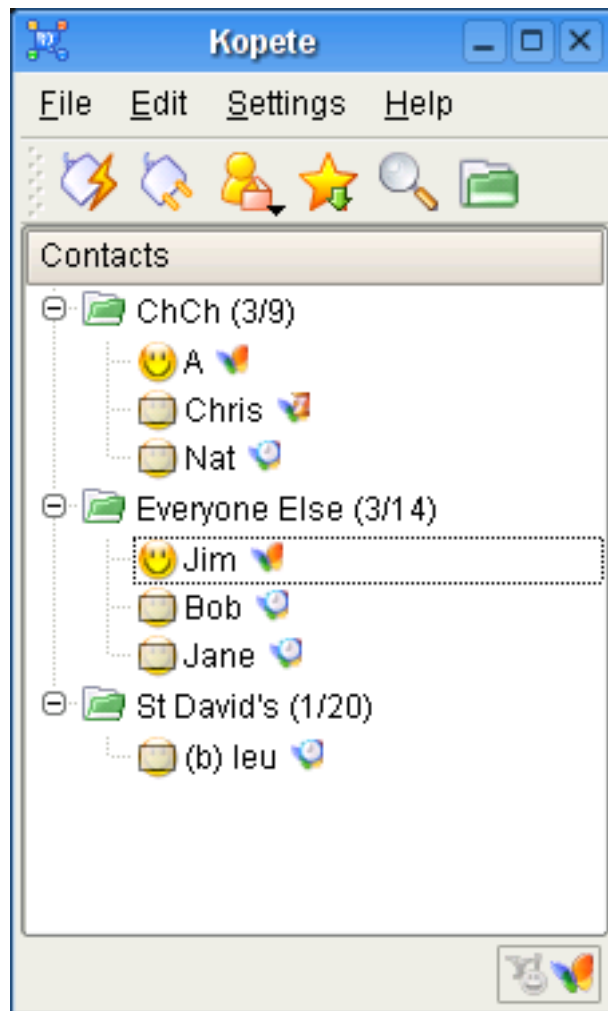 Kopete
File Edit Settings Help
Contacts
ChCh (3/9)
A
Chris
Nat
Everyone Else (3/14)
Jim
Bob
Jane
St David's (1/20)
(b) leu